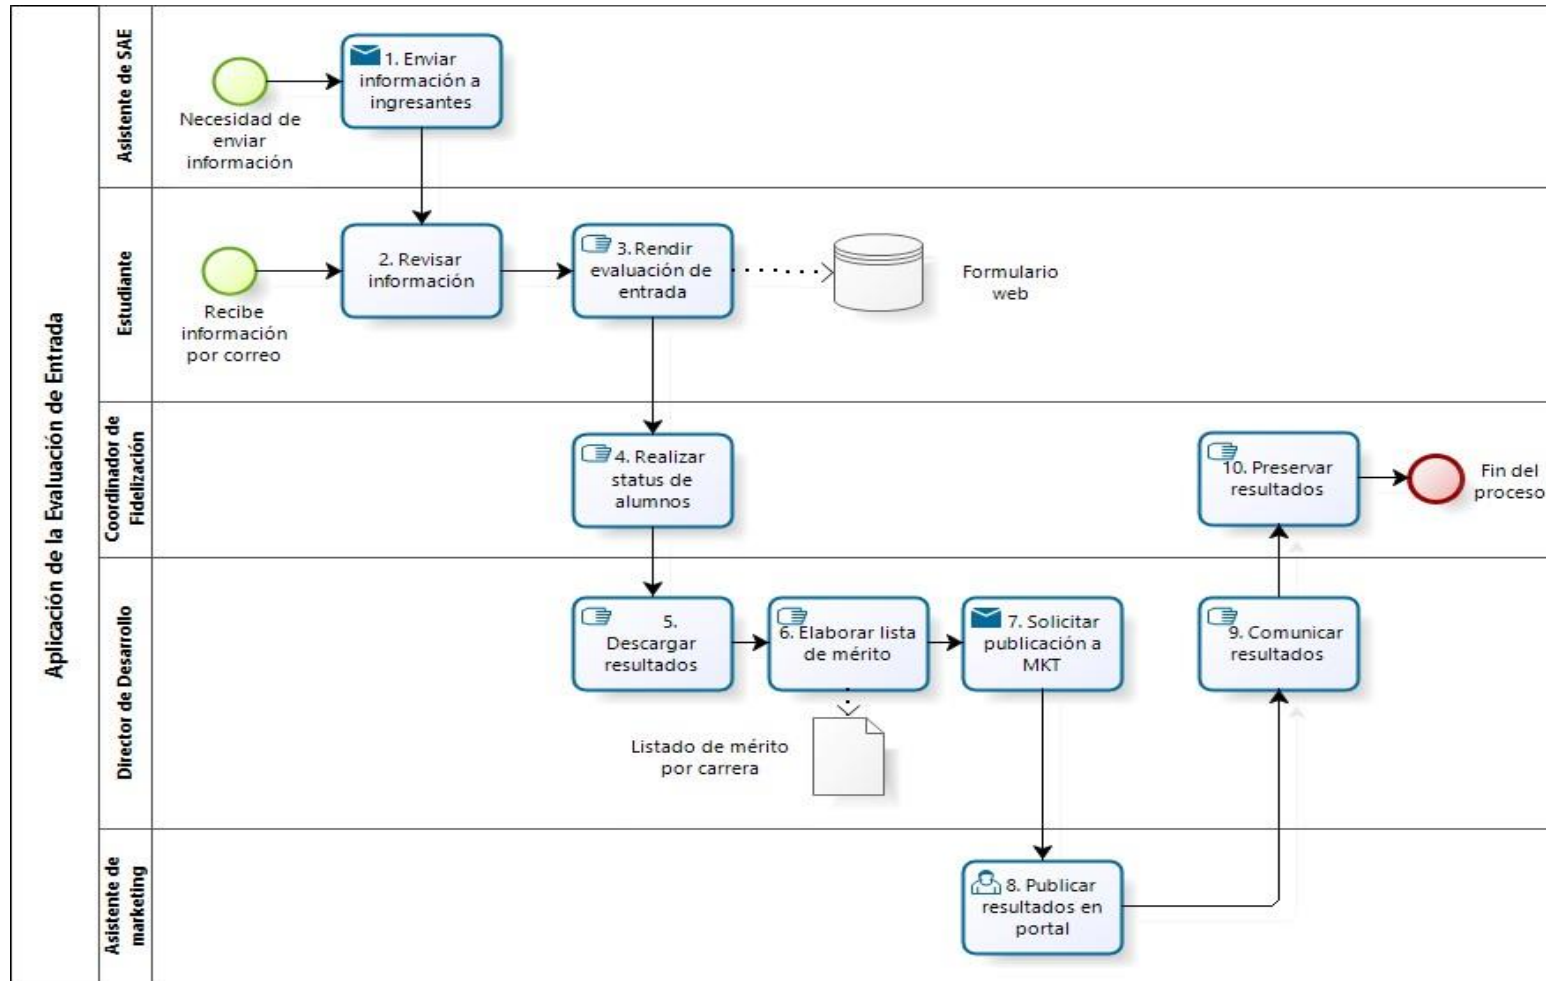 Aplicación de la Evaluación de Entrada
Asistente de SAE
Necesidad de
enviar
información
1. Enviar
información a
ingresantes
Estudiante
Recibe
información
por correo
2. Revisar
información
3. Rendir
evaluación de
entrada
Formulario
web
Coordinador de
Fidelización
4. Realizar
status de
alumnos
10. Preservar
resultados
Fin del
proceso
Director de Desarrollo
5.
Descargar
resultados
6. Elaborar lista
de mérito
Listado de mérito
por carrera
7. Solicitar
publicación a
MKT
9. Comunicar
resultados
Asistente de
marketing
8. Publicar
resultados en
portal